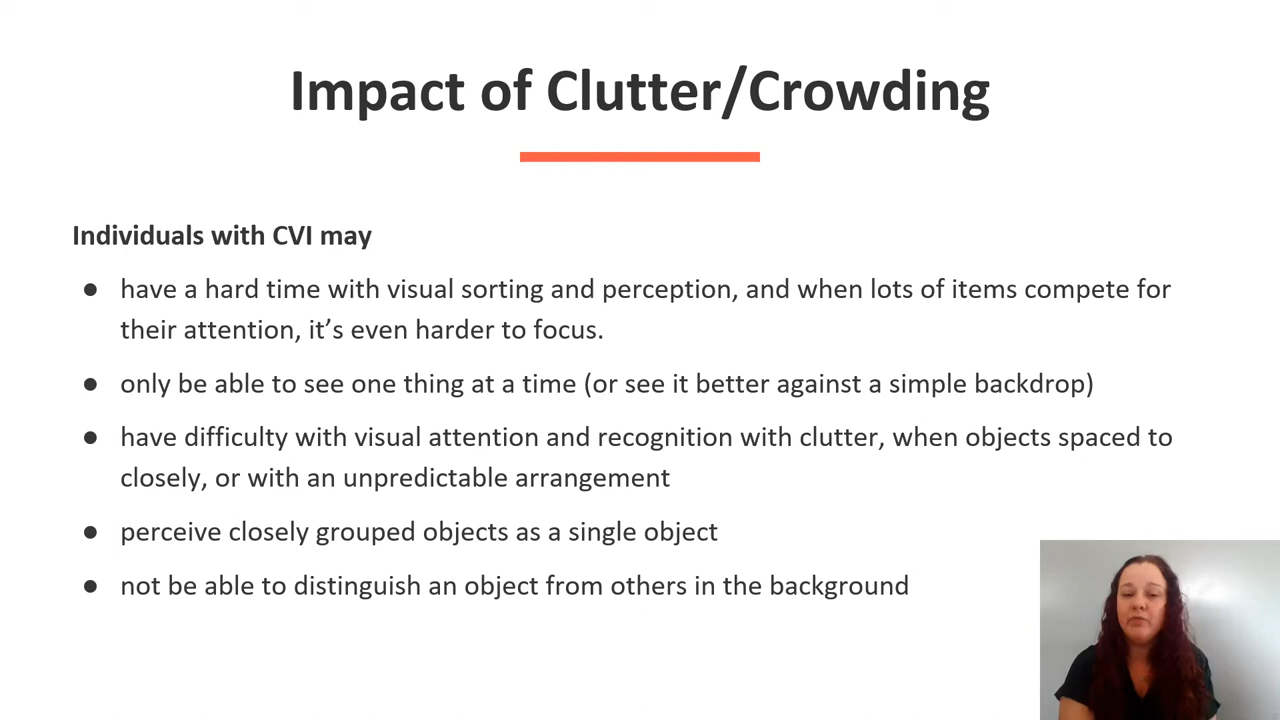 Impact of Clutter/Crowding
Individuals with CVI may
● have a hard time with visual sorting and perception, and when lots of items compete for
their attention, it’s even harder to focus.
● only be able to see one thing at a time (or see it better against a simple backdrop)
● have difficulty with visual attention and recognition with clutter, when objects spaced to
closely, or with an unpredictable arrangement
● perceive closely grouped objects as a single object
● not be able to distinguish an object from others in the background